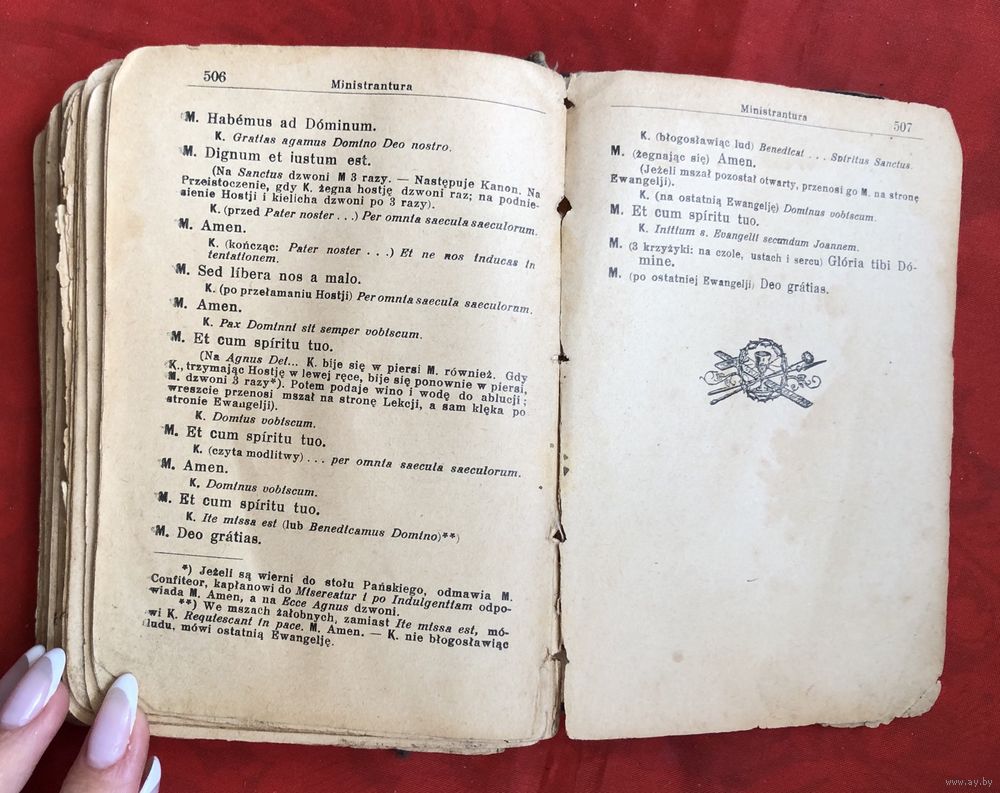 506
Ministrantura
M. Habémus ad Dóminum.
K. Gratias agamus Domino Deo nostro.
M. Dignum et iustum est.
(Na Sanctus dzwoni M 3 razy. — Następuje Kanon. Na
Przeistoczenie, gdy K. żegna hostję dzwoni raz; na podnie-
sienie Hostji i kielicha dzwoni po 3 razy).
K. (przed Pater noster . . .) Per omnia saecula saeculorum.
M. Amen.
K. (kończąc: Pater noster . . .) Et ne nos inducas in
tentationem.
M. Sed líbera nos a malo.
K. (po przełamaniu Hostji) Per omnia saecula saeculorum.
M. Amen.
K. Pax Dominni sit semper vobiscum.
M. Et cum spíritu tuo.
(Na Agnus Dei... K. bije się w piersi M. również. Gdy
K., trzymając Hostję w lewej ręce, bije się ponownie w piersi,
M. dzwoni 3 razy*). Potem podaje wino i wodę do ablucji;
wreszcie przenosi mszał na stronę Lekcji, a sam klęka po
stronie Ewangelji).
K. Domius vobiscum.
M. Et cum spíritu tuo.
K. (czyta modlitwy) . . . per omnia saecula saeculorum.
M. Amen.
K. Dominus vobiscum.
M. Et cum spíritu tuo.
K. Ite missa est (lub Benedicamus Domino)**)
M. Deo grátias.
*) Jeżeli są wierni do stołu Pańskiego, odmawia M.
Confiteor, kapłanowi do Misereatur i po Indulgentiam odpo-
wiada M. Amen, a na Ecce Agnus dzwoni.
**) We mszach żałobnych, zamiast Ite missa est, mó-
wi K. Requiescant in pace. M. Amen. — K. nie błogosławiąc
ludu, mówi ostatnią Ewangelję.
Ministrantura
507
K. (błogosławiąc lud) Benedicat . . . Spiritus Sanctus.
M. (żegnając się) Amen.
(Jeżeli mszał pozostał otwarty, przenosi go M. na stronę
Ewangelji).
K. (na ostatnią Ewangelję) Dominus vobiscum.
M. Et cum spíritu tuo.
K. Initium s. Evangelii secundum Joannem.
M. (3 krzyżyki: na czole, ustach i sercu) Glória tibi Dó-
mine.
M. (po ostatniej Ewangelji) Deo grátias.
www.ay.by